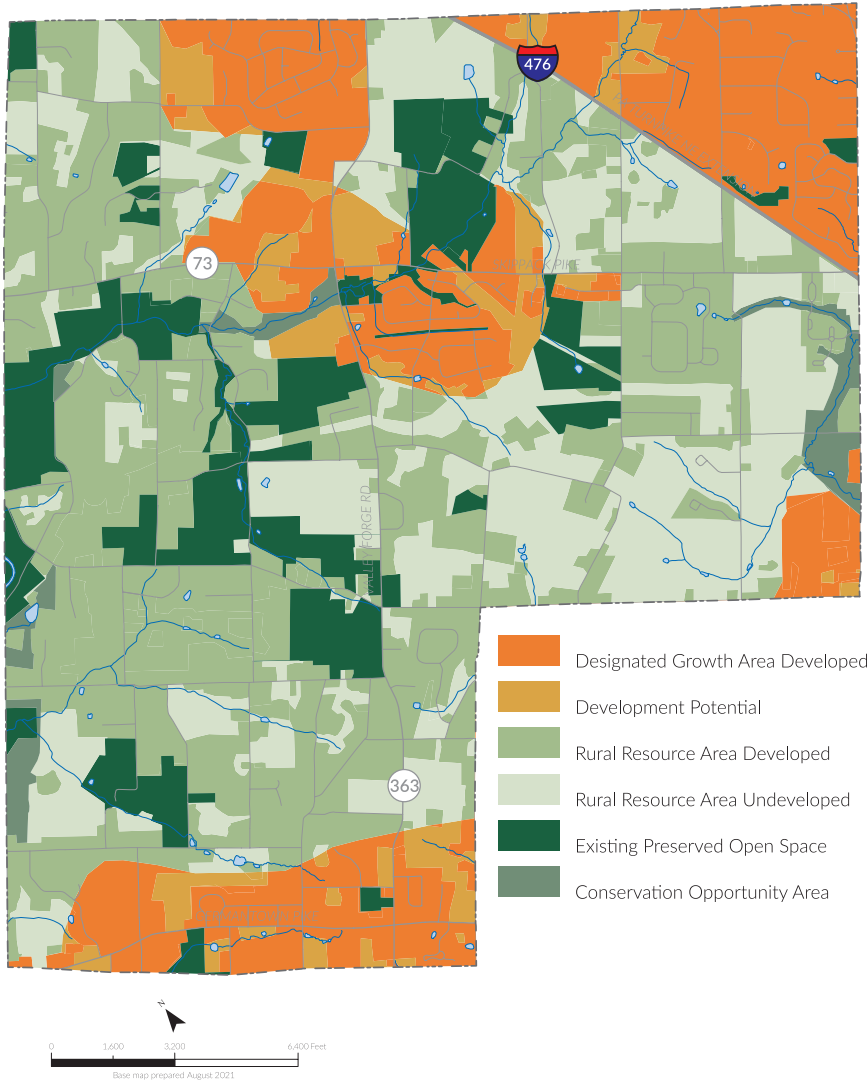 476
73
SKIPPACK PIKE
VALLEY FORGE RD
363
Designated Growth Area Developed
Development Potential
Rural Resource Area Developed
Rural Resource Area Undeveloped
Existing Preserved Open Space
Conservation Opportunity Area
N
0 1,600 3,200 6,400 Feet
Base map prepared August 2021